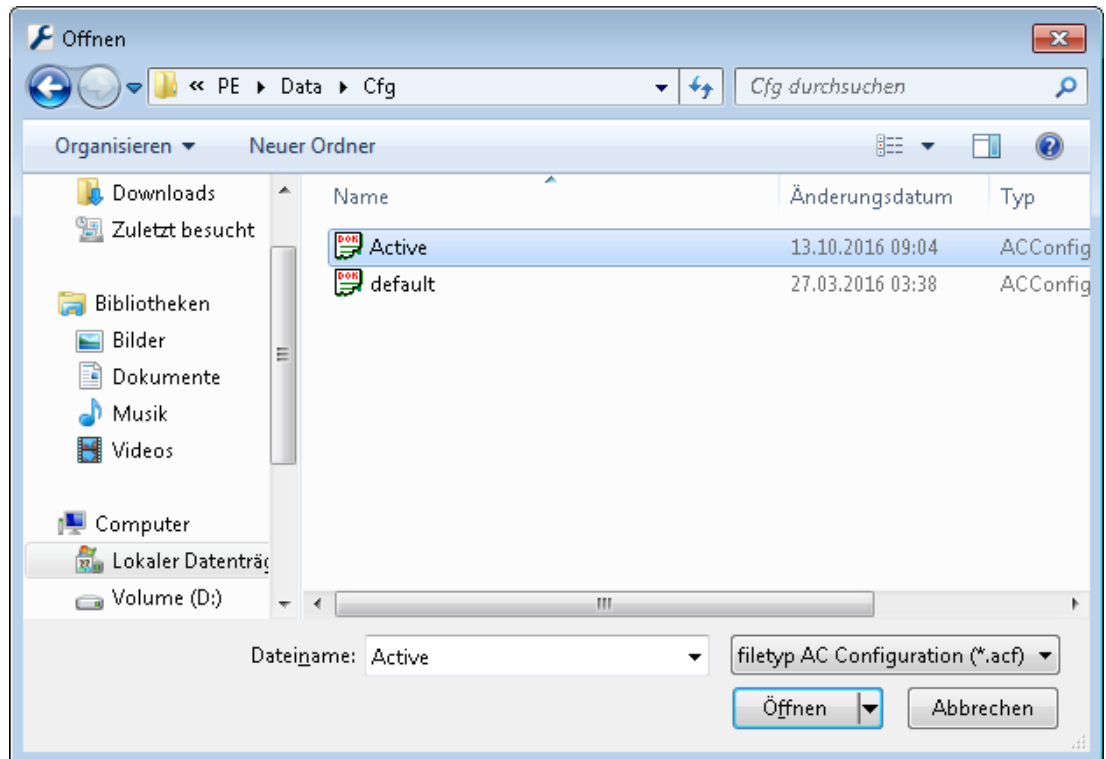 Öffnen
« PE ▸ Data ▸ Cfg
Cfg durchsuchen
Organisieren
Neuer Ordner
Downloads
Zuletzt besucht
Bibliotheken
Bilder
Dokumente
Musik
Videos
Computer
Lokaler Datenträg
Volume (D:)
Name Änderungsdatum Typ
DOK Active 13.10.2016 09:04 ACConfig
DOK default 27.03.2016 03:38 ACConfig
Dateiname: Active filetyp AC Configuration (*.acf)
Öffnen Abbrechen